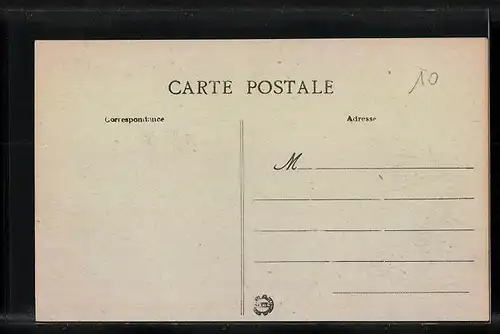 10
CARTE POSTALE
Correspondance
Adresse
M